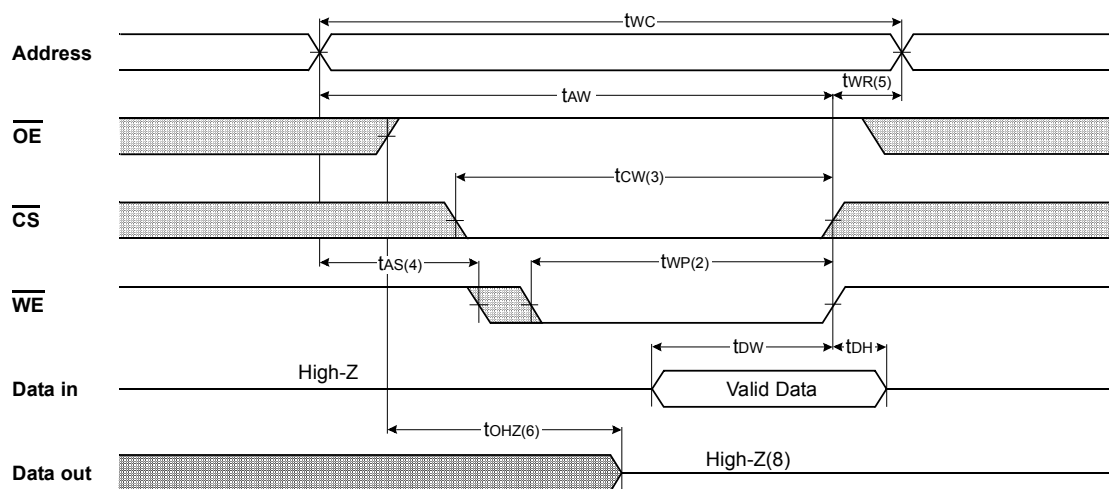 tWC
Address
tWR(5)
tAW
OE
tCW(3)
CS
tAS(4)
tWP(2)
WE
tDW
tDH
High-Z
Data in
Valid Data
tOHZ(6)
High-Z(8)
Data out